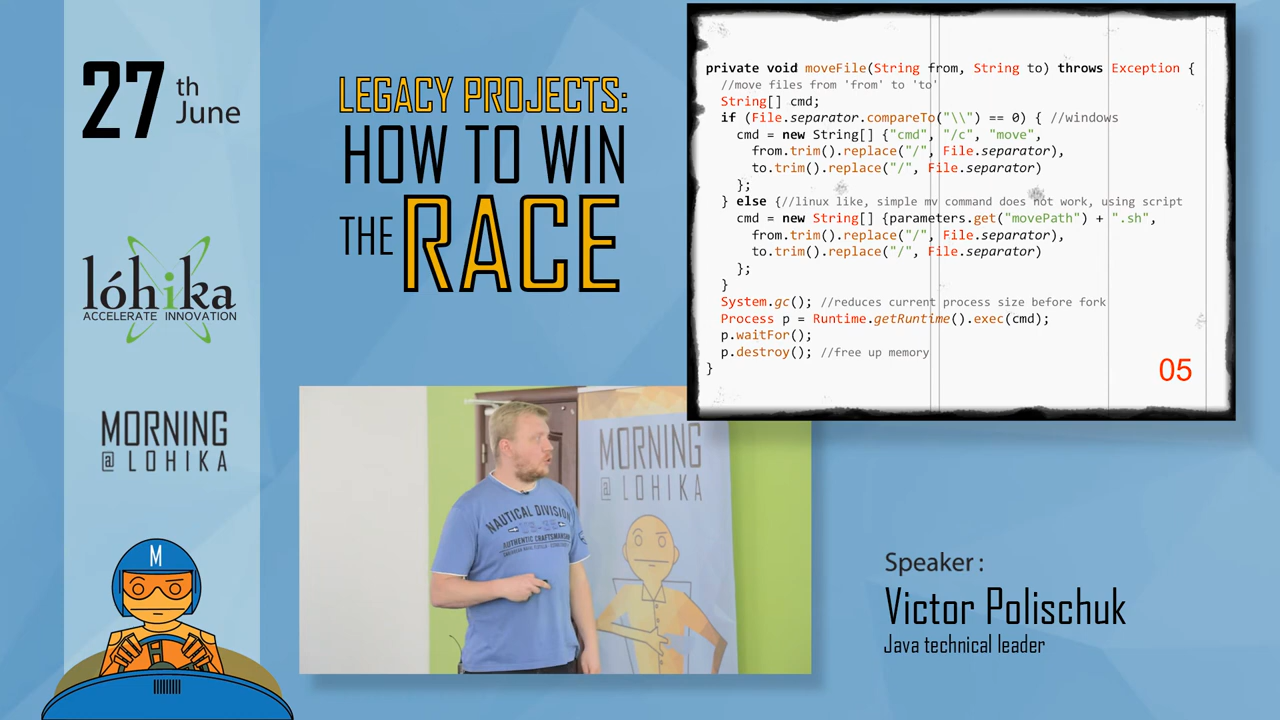 27
th
June
lóhika
ACCELERATE INNOVATION
MORNING
@ LOHIKA
M
LEGACY PROJECTS:
HOW TO WIN
THE RACE
private void moveFile(String from, String to) throws Exception {
//move files from 'from' to 'to'
String[] cmd;
if (File.separator.compareTo("\\") == 0) { //windows
cmd = new String[] {"cmd", "/c", "move",
from.trim().replace("/", File.separator),
to.trim().replace("/", File.separator)
};
} else {//linux like, simple mv command does not work, using script
cmd = new String[] {parameters.get("movePath") + ".sh",
from.trim().replace("/", File.separator),
to.trim().replace("/", File.separator)
};
}
System.gc(); //reduces current process size before fork
Process p = Runtime.getRuntime().exec(cmd);
p.waitFor();
p.destroy(); //free up memory
}
05
MORNING
@ LOHIKA
NAUTICAL DIVISION
AUTHENTIC CRAFTSMANSHIP
Speaker :
Victor Polischuk
Java technical leader